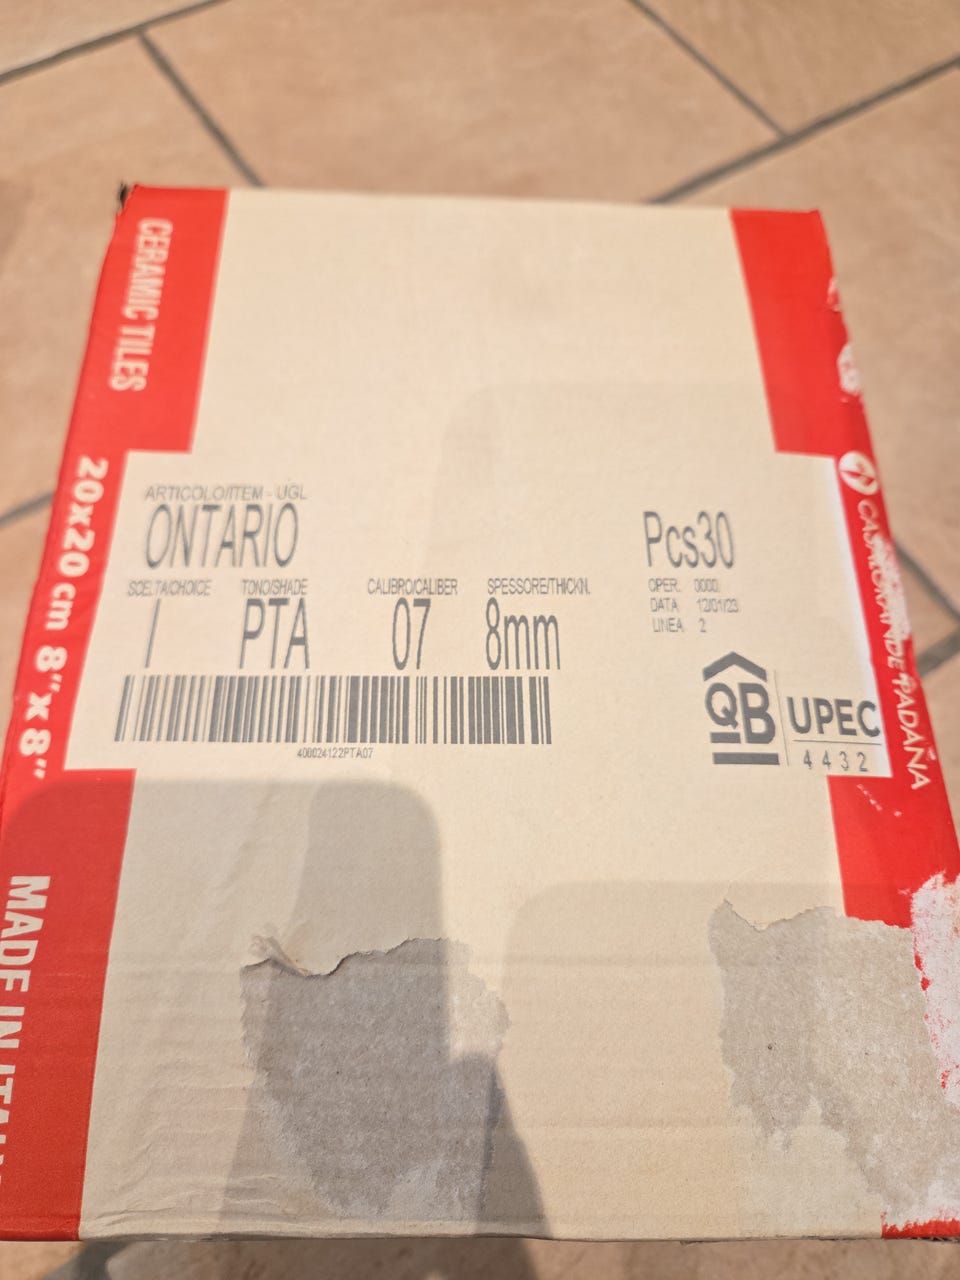 CERAMIC TILES
20x20 cm 8"x 8"
MADE IN ITALY
ARTICOLO/ITEM - UGL
ONTARIO
Pcs30
SCELTA/CHOICE TONO/SHADE CALIBRO/CALIBER SPESSORE/THICKN.
I PTA 07 8mm
OPER. 0000.
DATA 12/01/23
LINEA 2
400024122PTA07
QB UPEC
4432
CASALGRANDE PADANA